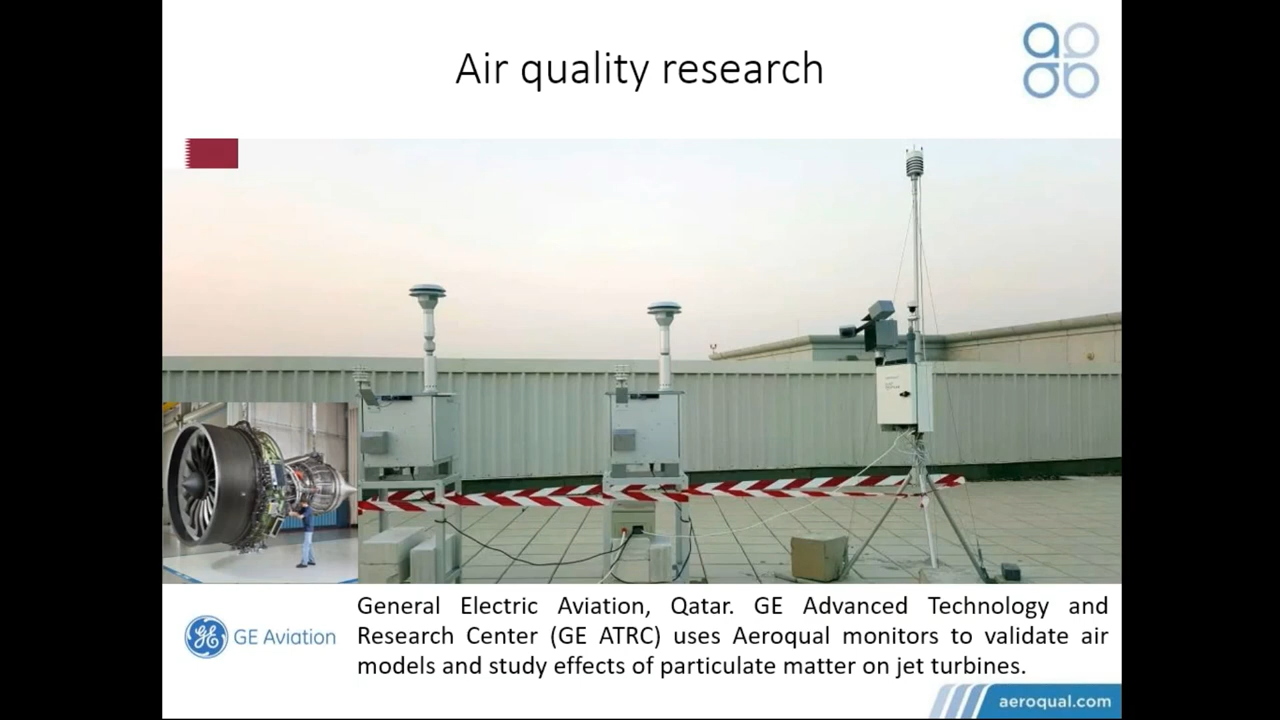 Air quality research
General Electric Aviation, Qatar. GE Advanced Technology and
Research Center (GE ATRC) uses Aeroqual monitors to validate air
models and study effects of particulate matter on jet turbines.
GE Aviation
aeroqual.com